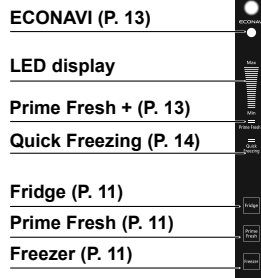 ECONAVI (P. 13)
ECONAVI
LED display
Max
Min
Prime Fresh + (P. 13)
Prime Fresh
Quick Freezing (P. 14)
Quick
Freezing
Fridge (P. 11)
Fridge
Prime Fresh (P. 11)
Prime
Fresh
Freezer (P. 11)
Freezer